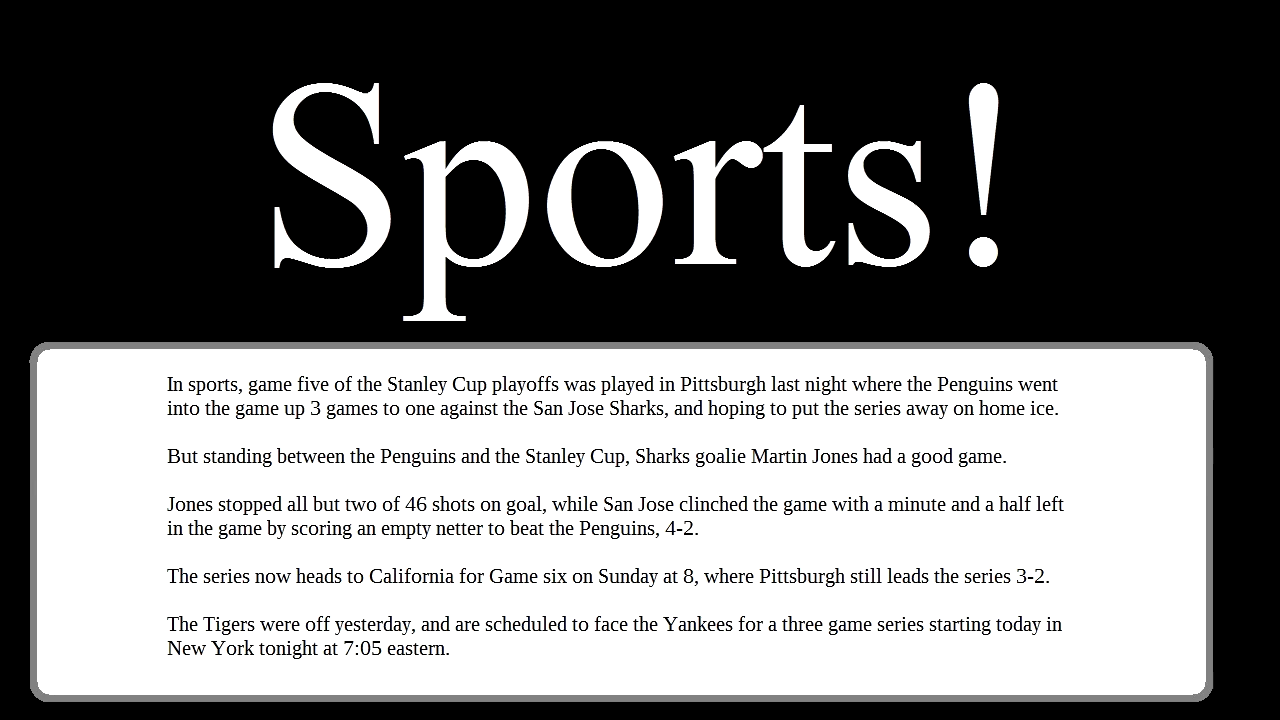 Sports!
In sports, game five of the Stanley Cup playoffs was played in Pittsburgh last night where the Penguins went
into the game up 3 games to one against the San Jose Sharks, and hoping to put the series away on home ice.
But standing between the Penguins and the Stanley Cup, Sharks goalie Martin Jones had a good game.
Jones stopped all but two of 46 shots on goal, while San Jose clinched the game with a minute and a half left
in the game by scoring an empty netter to beat the Penguins, 4-2.
The series now heads to California for Game six on Sunday at 8, where Pittsburgh still leads the series 3-2.
The Tigers were off yesterday, and are scheduled to face the Yankees for a three game series starting today in
New York tonight at 7:05 eastern.